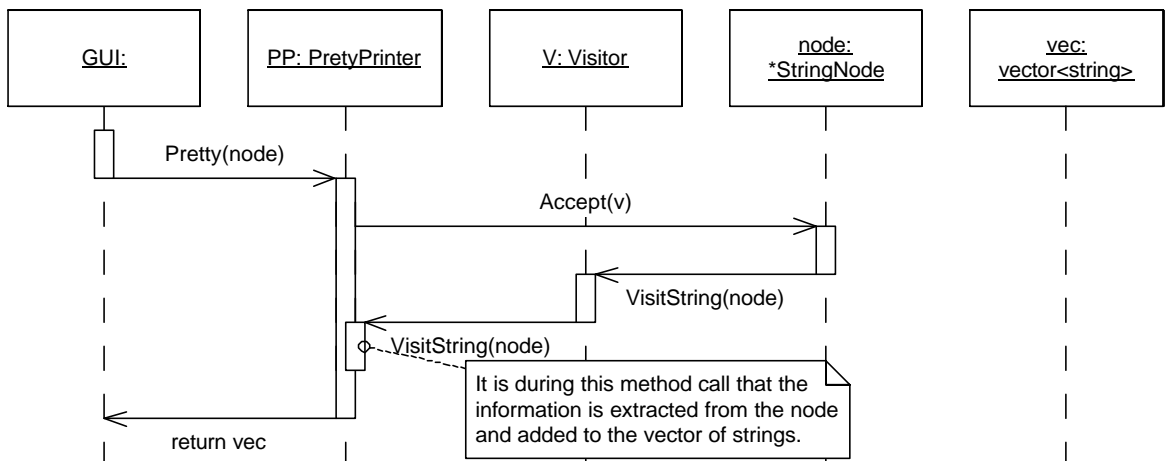 GUI:
PP: PretyPrinter
V: Visitor
node:
*StringNode
vec:
vector<string>
Pretty(node)
Accept(v)
VisitString(node)
VisitString(node)
It is during this method call that the
information is extracted from the node
and added to the vector of strings.
return vec